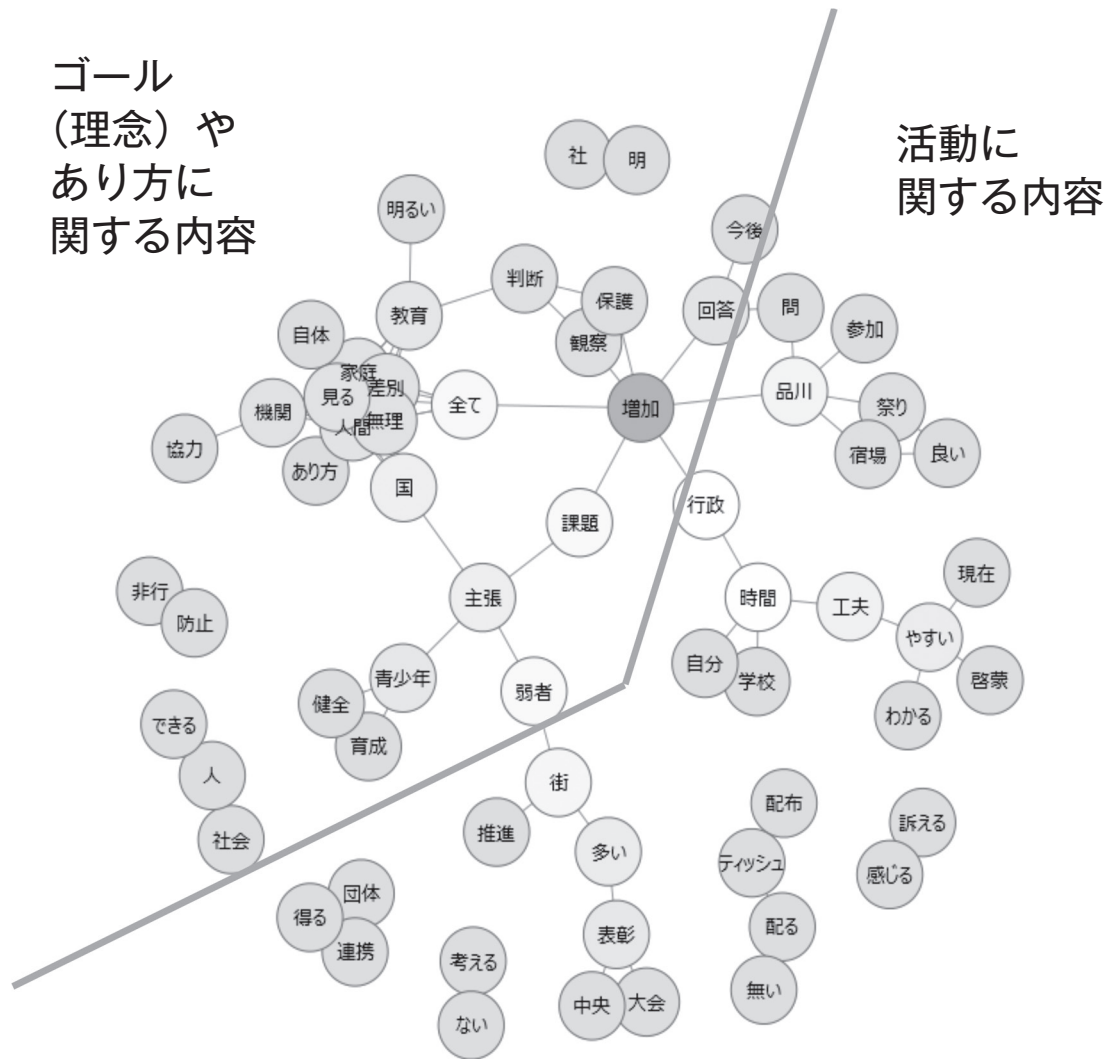 ゴール
（理念）や
あり方に
関する内容
活動に
関する内容
社
明
明るい
今後
判断
保護
回答
問
教育
観察
参加
自体
家庭
差別
品川
見る
全て
増加
祭り
機関
人間
無理
協力
宿場
良い
あり方
国
行政
課題
現在
非行
時間
工夫
防止
主張
やすい
自分
学校
青少年
啓蒙
弱者
健全
わかる
できる
育成
人
街
配布
推進
訴える
社会
多い
ティッシュ
感じる
団体
得る
配る
表彰
連携
考える
無い
中央
大会
ない